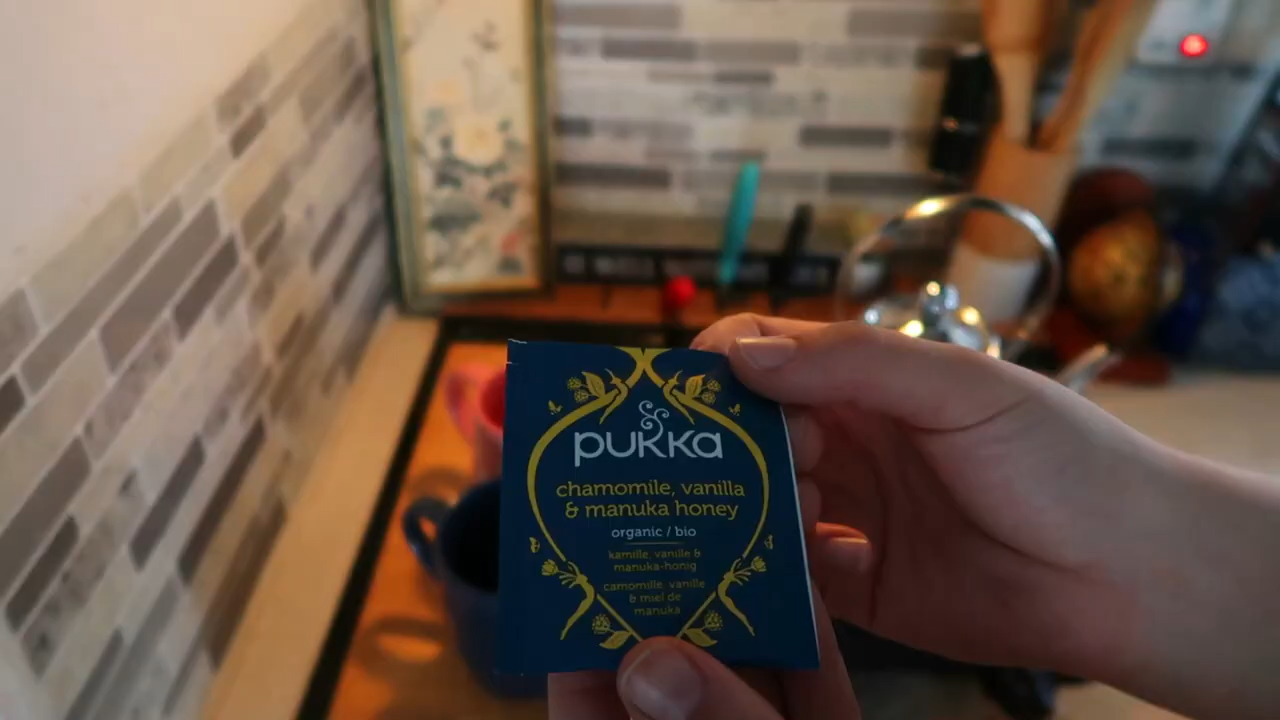 pukka
chamomile, vanilla
& manuka honey
organic / bio
kamille, vanille &
manuka-honig
camomille, vanille
& miel de
manuka